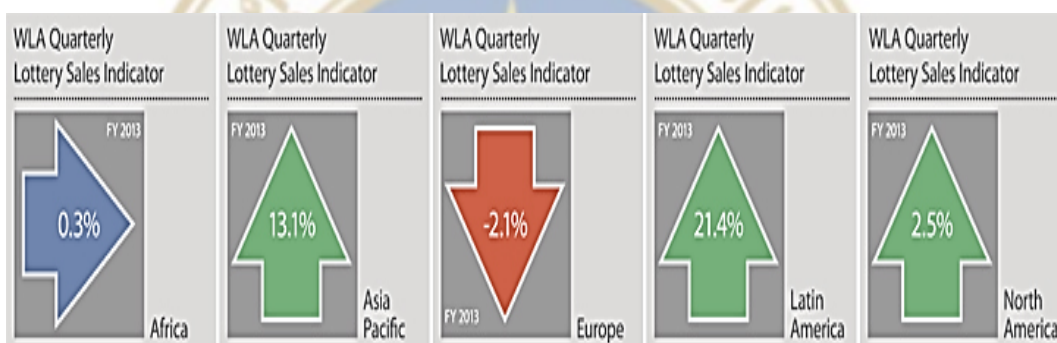 WLA Quarterly
Lottery Sales Indicator
FY 2013
0.3%
Africa
WLA Quarterly
Lottery Sales Indicator
FY 2013
13.1%
Asia
Pacific
WLA Quarterly
Lottery Sales Indicator
-2.1%
FY 2013
Europe
WLA Quarterly
Lottery Sales Indicator
FY 2013
21.4%
Latin
America
WLA Quarterly
Lottery Sales Indicator
FY 2013
2.5%
North
America